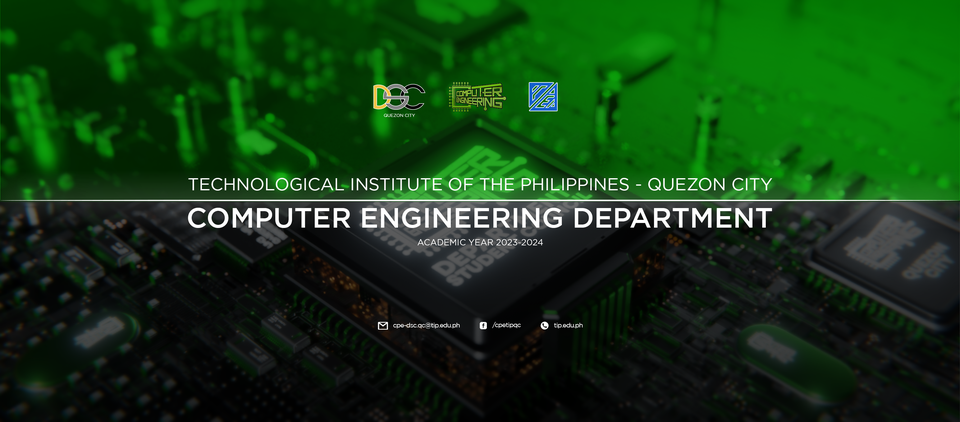 DSC
QUEZON CITY
COMPUTER
ENGINEERING
TECHNOLOGICAL INSTITUTE OF THE PHILIPPINES - QUEZON CITY
COMPUTER ENGINEERING DEPARTMENT
ACADEMIC YEAR 2023-2024
cpe-dsc.qc@tip.edu.ph
/cpetipqc
tip.edu.ph